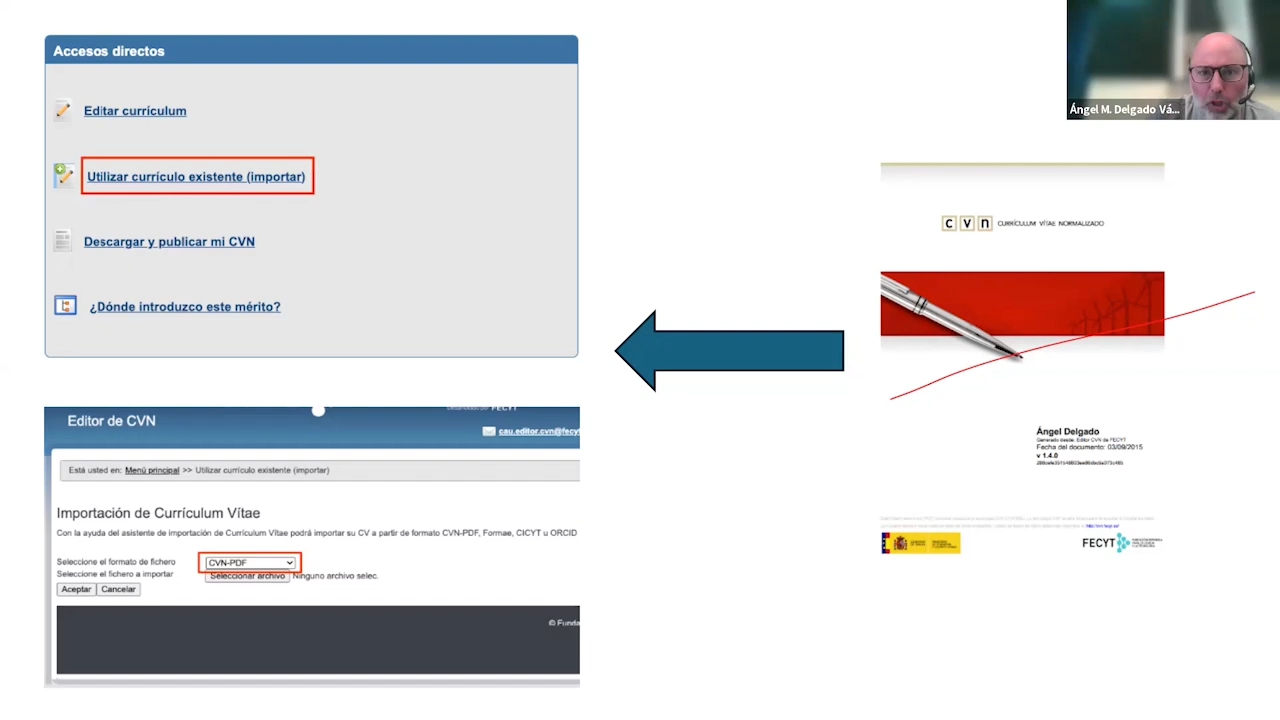 Accesos directos
Editar currículum
Utilizar currículo existente (importar)
Descargar y publicar mi CVN
¿Dónde introduzco este mérito?
Editor de CVN
FECYT
cau.editor.cvn@fecyt
Está usted en: Menú principal >> Utilizar currículo existente (importar)
Importación de Currículum Vítae
Con la ayuda del asistente de importación de Currículum Vítae podrá importar su CV a partir de formato CVN-PDF, Formae, CICYT u ORCID
Seleccione el formato de fichero CVN-PDF
Seleccione el fichero a importar Seleccionar archivo Ninguno archivo selec.
Aceptar Cancelar
© Funda
Ángel M. Delgado Vá...
cvn CURRÍCULUM VÍTAE NORMALIZADO
Ángel Delgado
Generado desde: Editor CVN de FECYT
Fecha del documento: 03/09/2015
v 1.4.0
FECYT